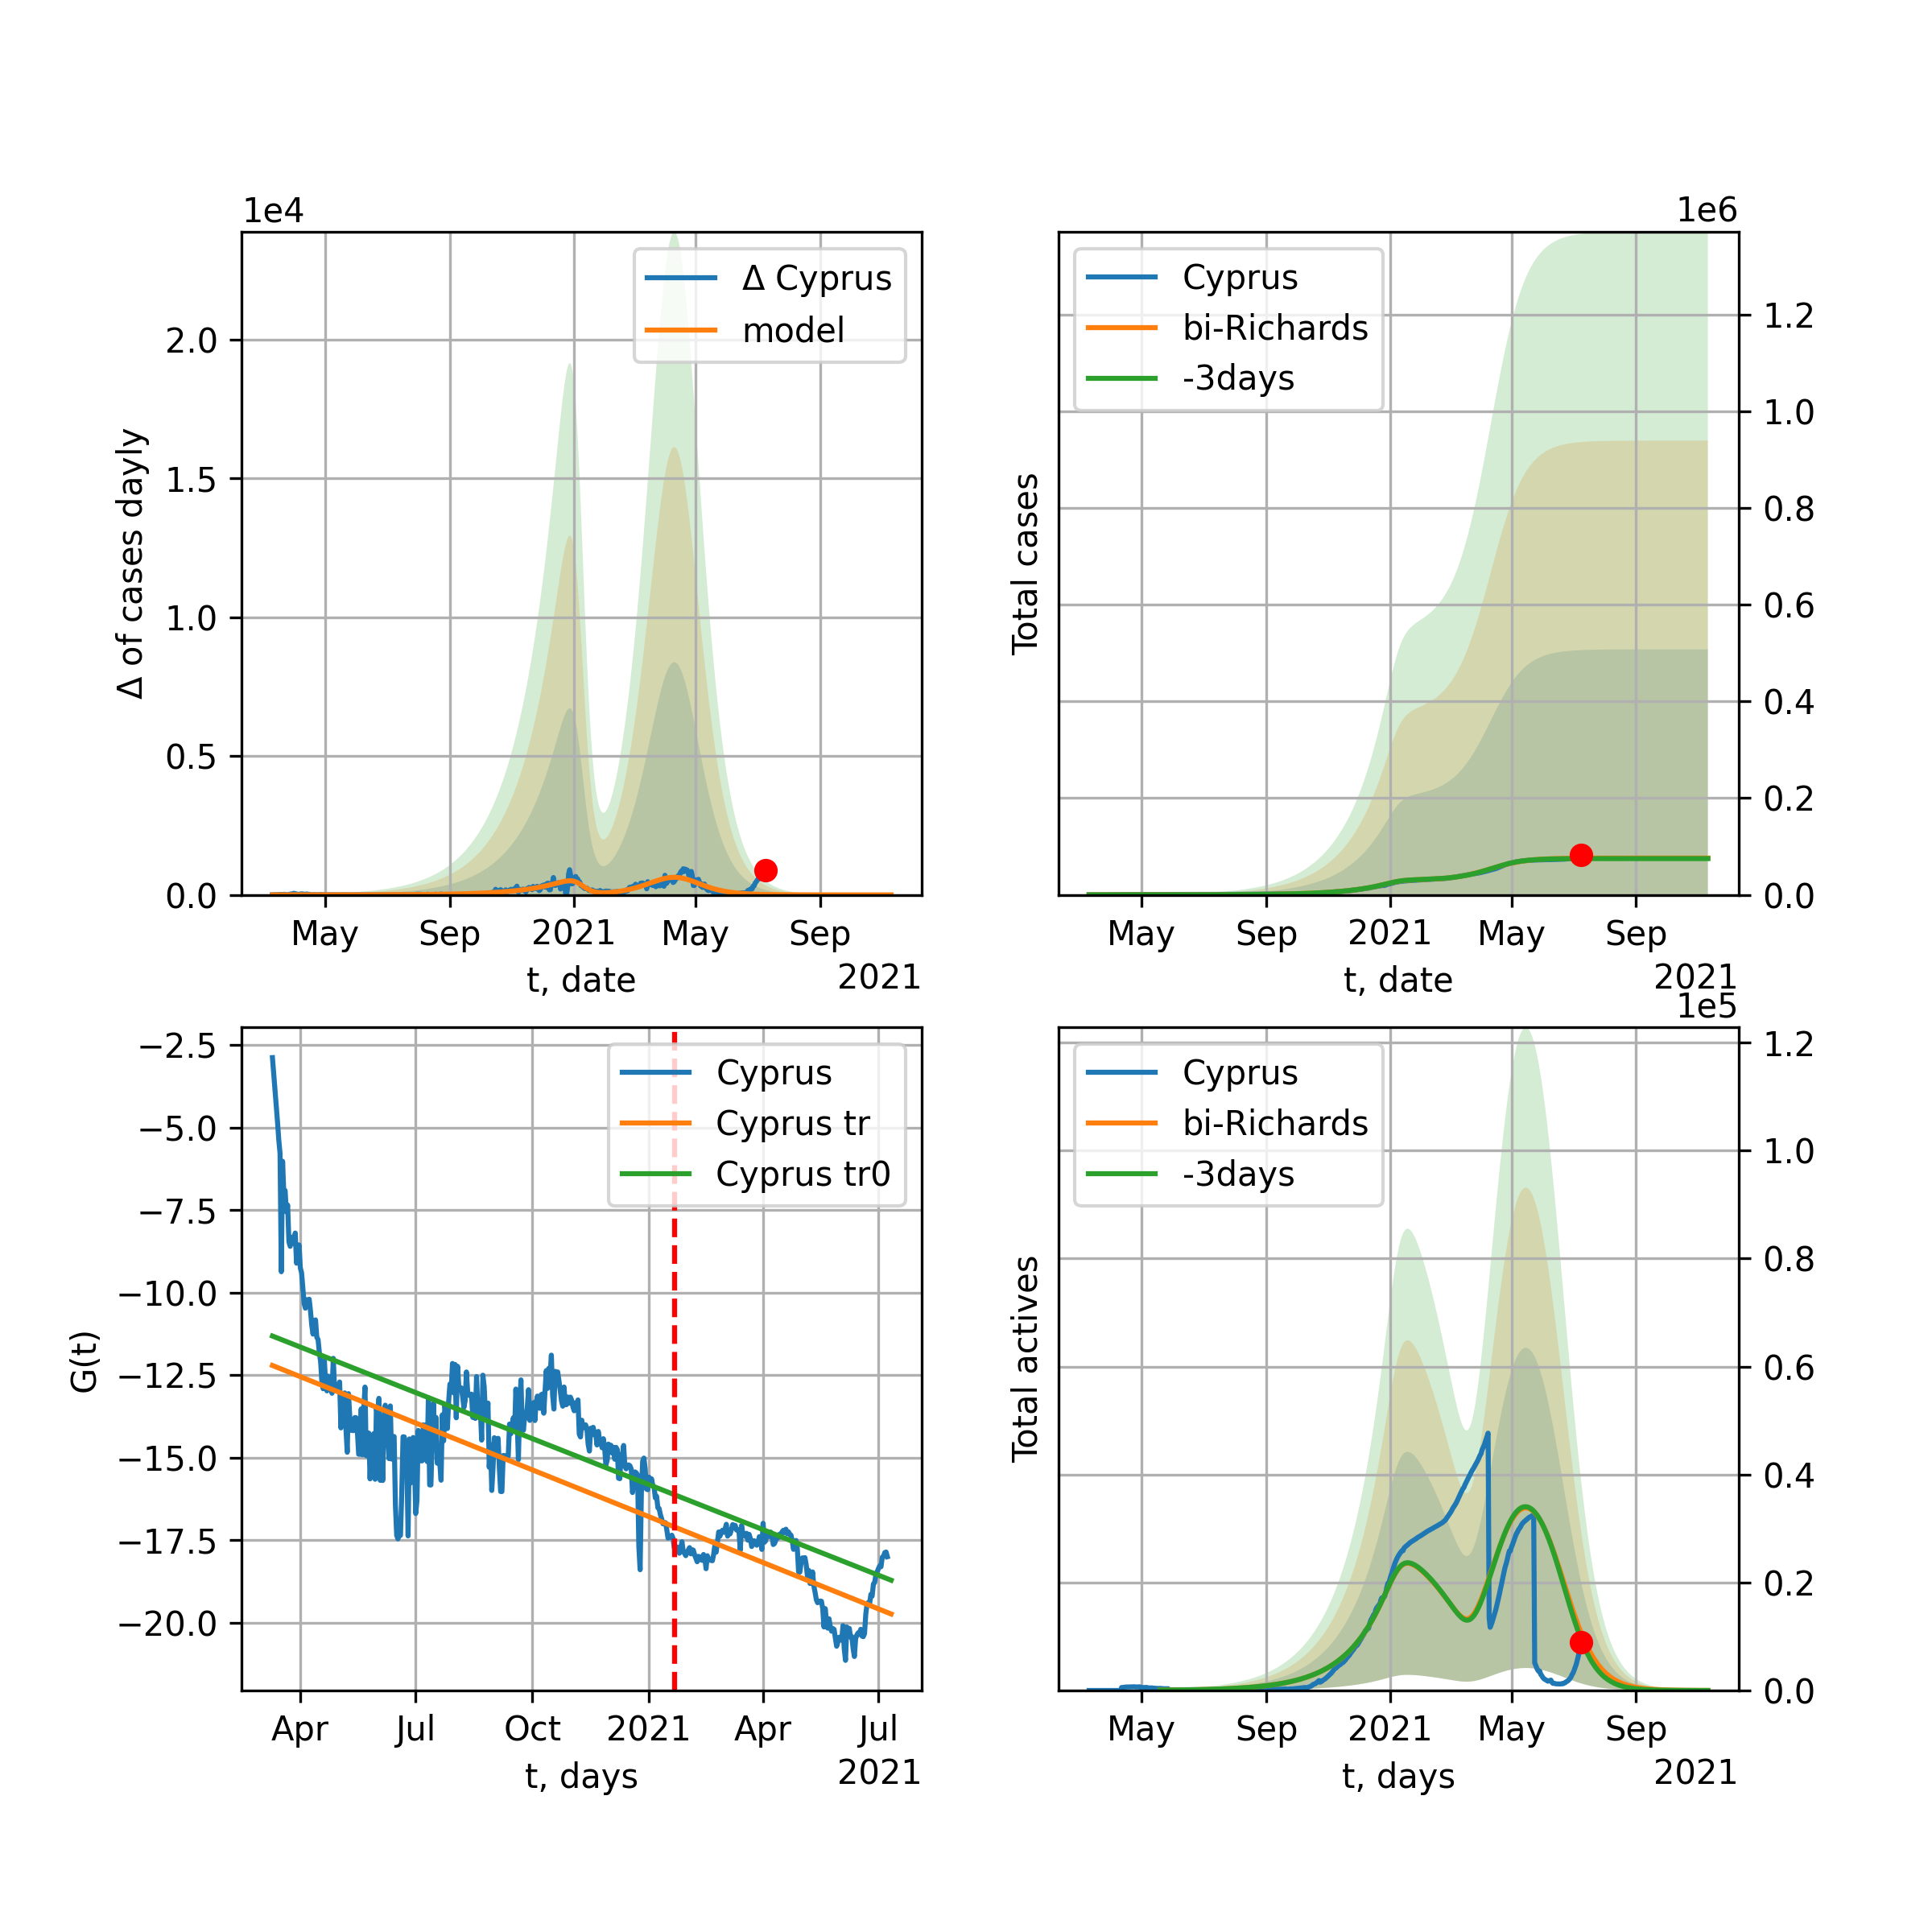 1e4
Δ of cases dayly
2.0
1.5
1.0
0.5
0.0
Δ Cyprus
model
May Sep 2021 May Sep
t, date
2021
1e6
Total cases
Cyprus
bi-Richards
-3days
1.2
1.0
0.8
0.6
0.4
0.2
0.0
May Sep 2021 May Sep
t, date
2021
G(t)
−2.5
−5.0
−7.5
−10.0
−12.5
−15.0
−17.5
−20.0
Cyprus
Cyprus tr
Cyprus tr0
Apr Jul Oct 2021 Apr Jul
t, days
2021
1e5
Total actives
Cyprus
bi-Richards
-3days
1.2
1.0
0.8
0.6
0.4
0.2
0.0
May Sep 2021 May Sep
t, days
2021